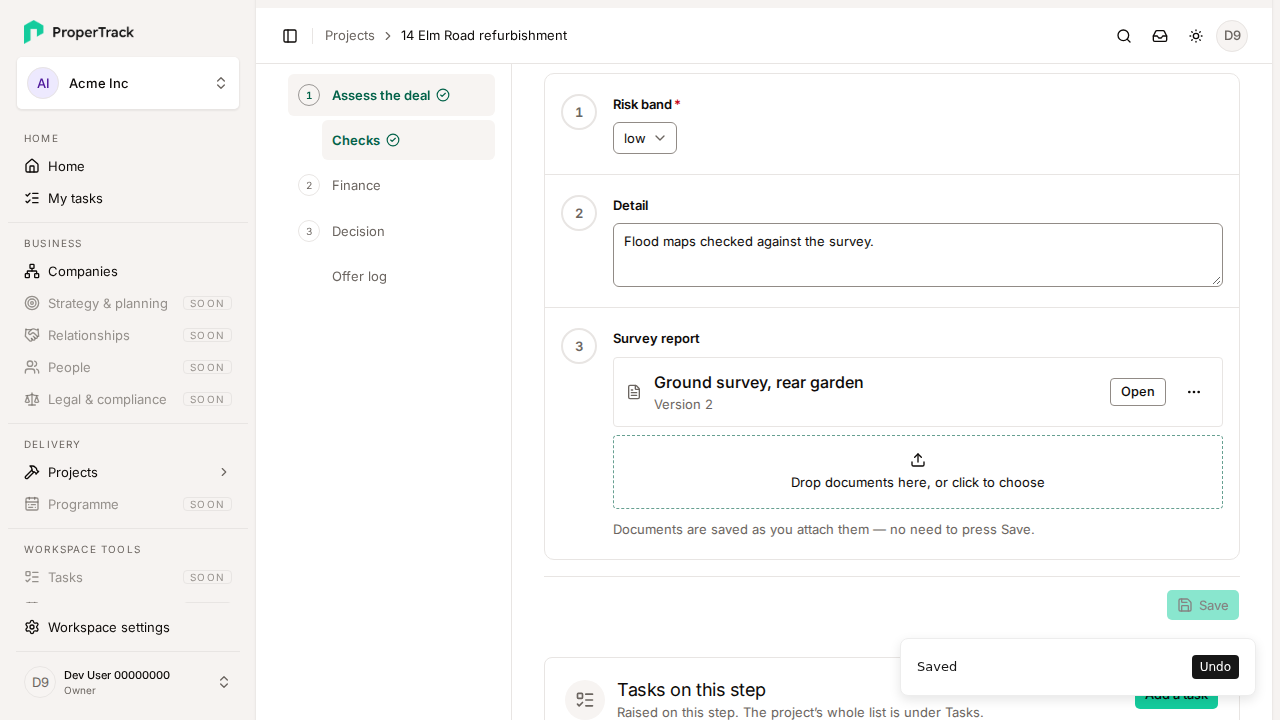 ProperTrack
AI
Acme Inc
HOME
Home
My tasks
BUSINESS
Companies
Strategy & planning SOON
Relationships SOON
People SOON
Legal & compliance SOON
DELIVERY
Projects
Programme SOON
WORKSPACE TOOLS
Tasks SOON
Workspace settings
D9
Dev User 00000000
Owner
Projects
14 Elm Road refurbishment
D9
1 Assess the deal
Checks
2 Finance
3 Decision
Offer log
1 Risk band *
low
2 Detail
Flood maps checked against the survey.
3 Survey report
Ground survey, rear garden
Version 2
Open
Drop documents here, or click to choose
Documents are saved as you attach them — no need to press Save.
Save
Tasks on this step
Raised on this step. The project’s whole list is under Tasks.
Add a task
Saved
Undo